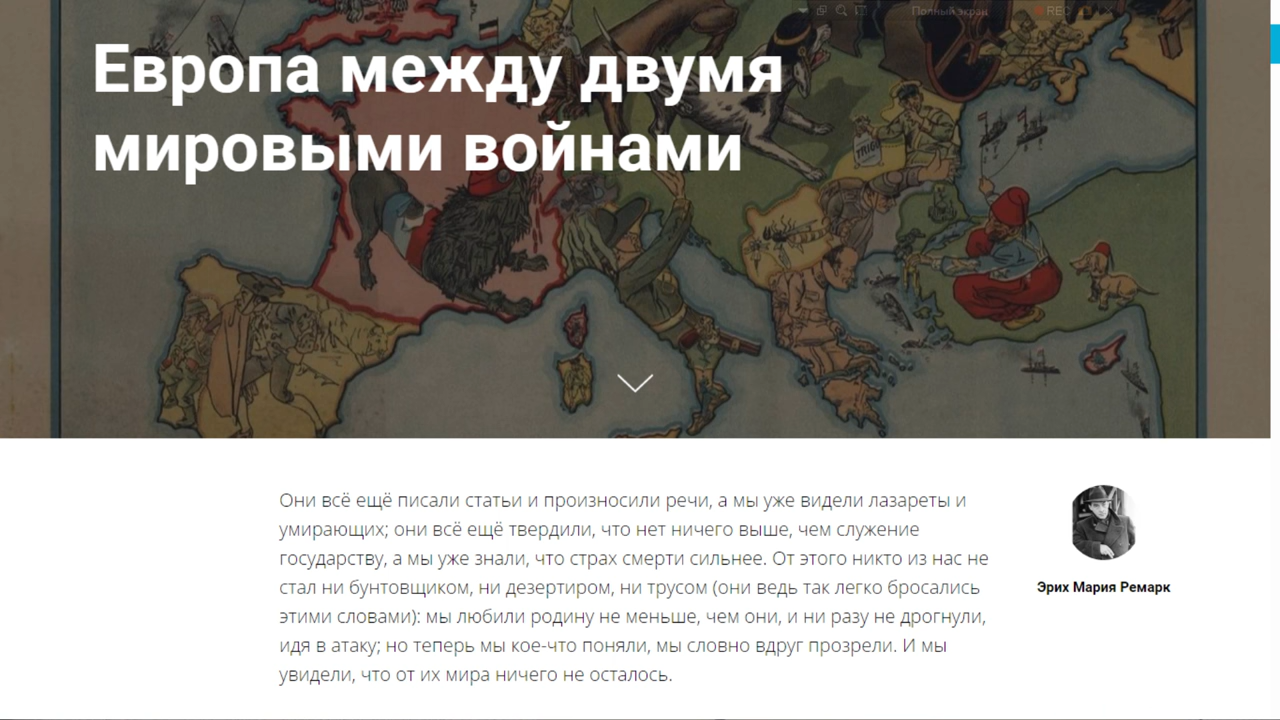 Полный экран
REC
Европа между двумя
мировыми войнами
TRIGO
Они всё ещё писали статьи и произносили речи, а мы уже видели лазареты и
умирающих; они всё ещё твердили, что нет ничего выше, чем служение
государству, а мы уже знали, что страх смерти сильнее. От этого никто из нас не
стал ни бунтовщиком, ни дезертиром, ни трусом (они ведь так легко бросались
этими словами): мы любили родину не меньше, чем они, и ни разу не дрогнули,
идя в атаку; но теперь мы кое-что поняли, мы словно вдруг прозрели. И мы
увидели, что от их мира ничего не осталось.
Эрих Мария Ремарк